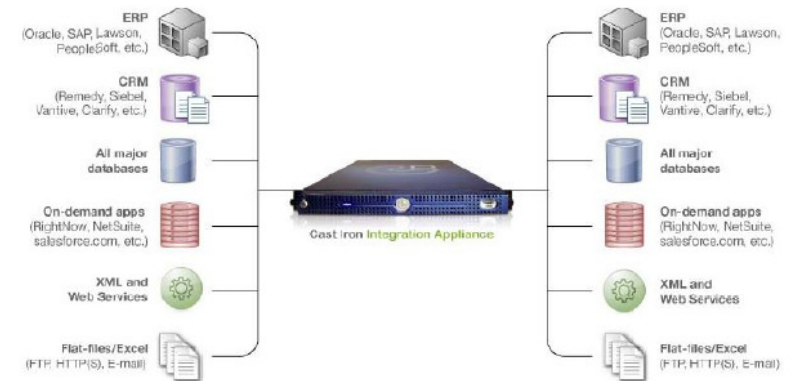 ERP
(Oracle, SAP, Lawson,
PeopleSoft, etc.)
CRM
(Remedy, Siebel,
Vantive, Clarify, etc.)
All major
databases
On-demand apps
(RightNow, NetSuite,
salesforce.com, etc.)
XML and
Web Services
Flat-files/Excel
(FTP, HTTP(S), E-mail)
Cast Iron Integration Appliance
ERP
(Oracle, SAP, Lawson,
PeopleSoft, etc.)
CRM
(Remedy, Siebel,
Vantive, Clarify, etc.)
All major
databases
On-demand apps
(RightNow, NetSuite,
salesforce.com, etc.)
XML and
Web Services
Flat-files/Excel
(FTP, HTTP(S), E-mail)